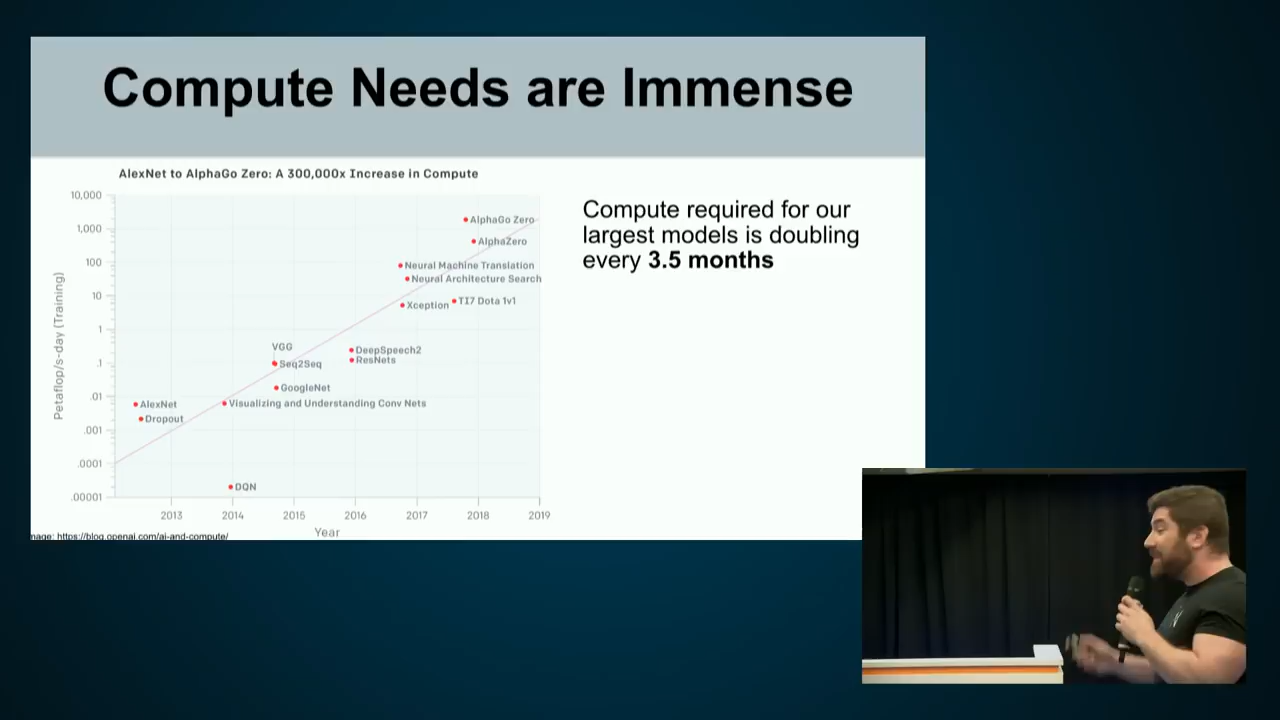 Compute Needs are Immense
AlexNet to AlphaGo Zero: A 300,000x Increase in Compute
Compute required for our
largest models is doubling
every 3.5 months
10,000
1,000
100
10
1
.1
.01
.001
.0001
.00001
Petaflop/s-day (Training)
AlphaGo Zero
AlphaZero
Neural Machine Translation
Neural Architecture Search
TI7 Dota 1v1
Xception
VGG
DeepSpeech2
Seq2Seq
ResNets
GoogleNet
AlexNet
Visualizing and Understanding Conv Nets
Dropout
DQN
2013 2014 2015 2016 2017 2018 2019
Year
mage: https://blog.openai.com/ai-and-compute/